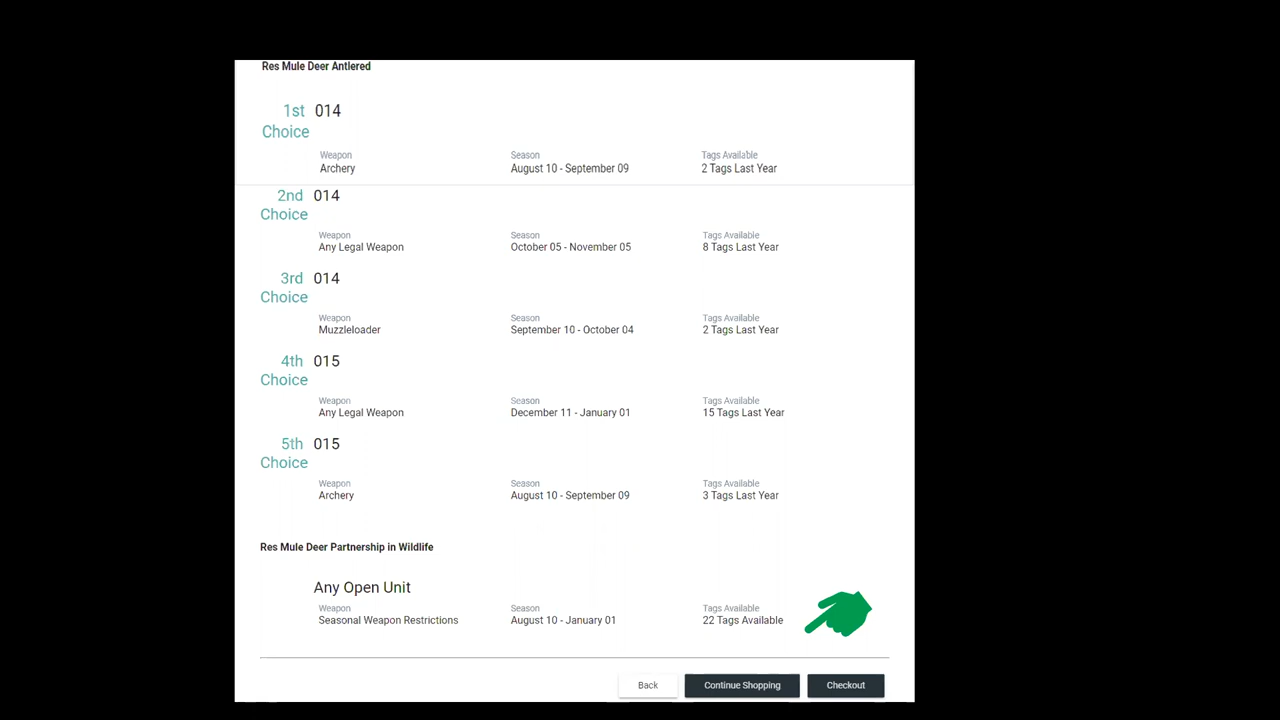 Res Mule Deer Antlered
1st 014
Choice
Weapon Season Tags Available
Archery August 10 - September 09 2 Tags Last Year
2nd 014
Choice
Weapon Season Tags Available
Any Legal Weapon October 05 - November 05 8 Tags Last Year
3rd 014
Choice
Weapon Season Tags Available
Muzzleloader September 10 - October 04 2 Tags Last Year
4th 015
Choice
Weapon Season Tags Available
Any Legal Weapon December 11 - January 01 15 Tags Last Year
5th 015
Choice
Weapon Season Tags Available
Archery August 10 - September 09 3 Tags Last Year
Res Mule Deer Partnership in Wildlife
Any Open Unit
Weapon Season Tags Available
Seasonal Weapon Restrictions August 10 - January 01 22 Tags Available
Back Continue Shopping Checkout